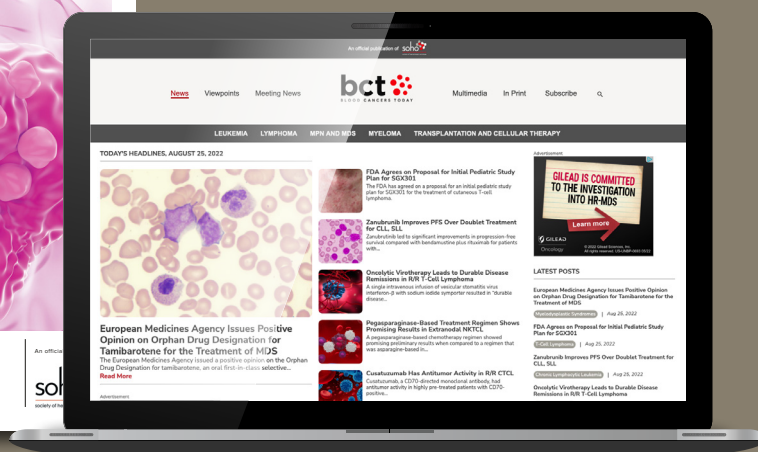 An official publication of soho
News
Viewpoints
Meeting News
bct
BLOOD CANCERS TODAY
Multimedia
In Print
Subscribe
LEUKEMIA
LYMPHOMA
MPN AND MDS
MYELOMA
TRANSPLANTATION AND CELLULAR THERAPY
TODAY'S HEADLINES, AUGUST 25, 2022
European Medicines Agency Issues Positive
Opinion on Orphan Drug Designation for
Tamibarotene for the Treatment of MDS
The European Medicines Agency issued a positive opinion on the Orphan
Drug Designation for tamibarotene, an oral first-in-class selective...
Read More
Advertisement
FDA Agrees on Proposal for Initial Pediatric Study
Plan for SGX301
The FDA has agreed on a proposal for an initial pediatric study
plan for SGX301 for the treatment of cutaneous T-cell
lymphoma.
Zanubrunib Improves PFS Over Doublet Treatment
for CLL, SLL
Zanubrutinib led to significant improvements in progression-free
survival compared with bendamustine plus rituximab for patients
with...
Oncolytic Virotherapy Leads to Durable Disease
Remissions in R/R T-Cell Lymphoma
A single intravenous infusion of vesicular stomatitis virus
interferon-β with sodium iodide symporter resulted in "durable
disease...
Pegasparaginase-Based Treatment Regimen Shows
Promising Results in Extranodal NKTCL
A pegasparaginase-based chemotherapy regimen showed
promising preliminary results when compared to a regimen that
was asparagine-based in...
Cusatuzumab Has Antitumor Activity in R/R CTCL
Cusatuzumab, a CD70-directed monoclonal antibody, had
antitumor activity in highly pre-treated patients with CD70-
positive...
Advertisement
GILEAD IS COMMITTED
TO THE INVESTIGATION
INTO HR-MDS
Learn more
GILEAD
Oncology
© 2022 Gilead Sciences, Inc.
All rights reserved.
LATEST POSTS
European Medicines Agency Issues Positive Opinion
on Orphan Drug Designation for Tamibarotene for the
Treatment of MDS
Myelodysplastic Syndromes | Aug 25, 2022
FDA Agrees on Proposal for Initial Pediatric Study
Plan for SGX301
T-Cell Lymphoma | Aug 25, 2022
Zanubrutinib Improves PFS Over Doublet Treatment for
CLL, SLL
Chronic Lymphocytic Leukemia | Aug 25, 2022
Oncolytic Virotherapy Leads to Durable Disease
Remissions in R/R T-Cell Lymphoma
An official
soh
society of he